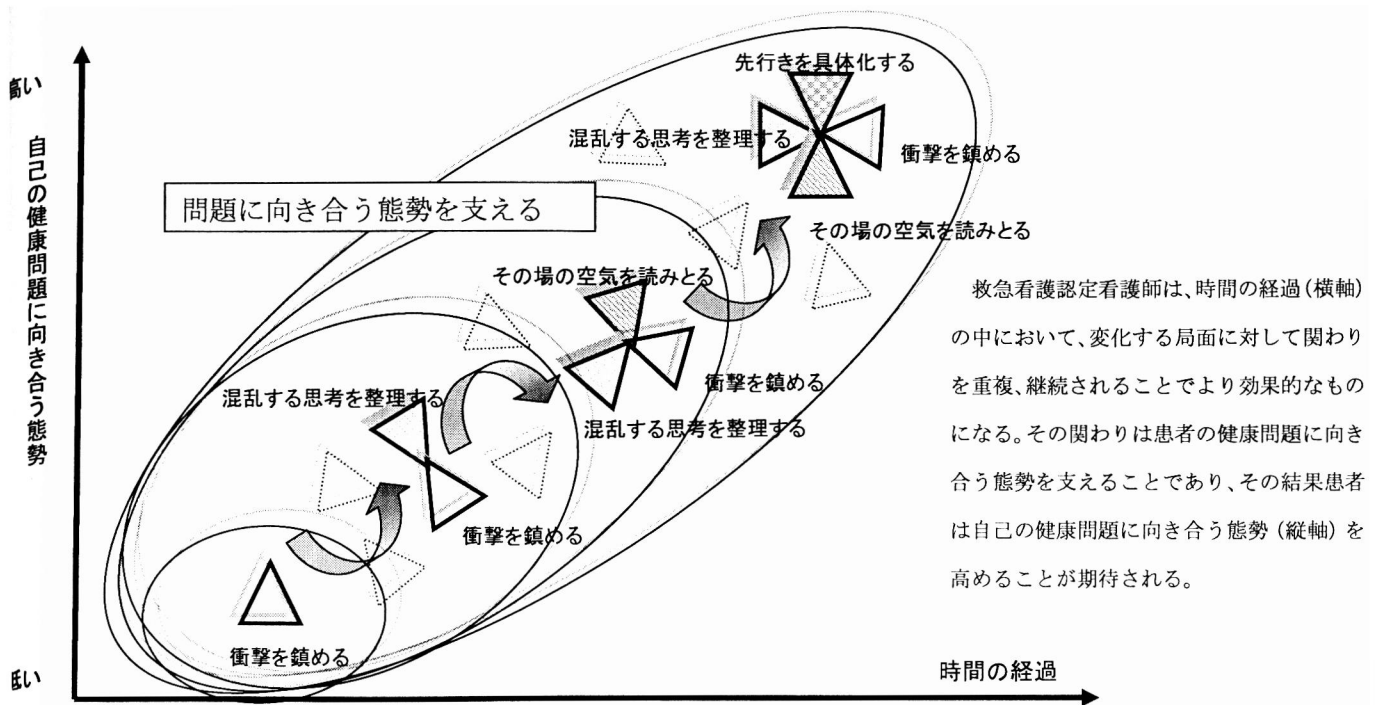 高い
自己の健康問題に向き合う態勢
低い
先行きを具体化する
混乱する思考を整理する
衝撃を鎮める
問題に向き合う態勢を支える
その場の空気を読みとる
その場の空気を読みとる
混乱する思考を整理する
衝撃を鎮める
混乱する思考を整理する
衝撃を鎮める
衝撃を鎮める
時間の経過
救急看護認定看護師は、時間の経過(横軸)
の中において、変化する局面に対して関わり
を重複、継続されることでより効果的なもの
になる。その関わりは患者の健康問題に向き
合う態勢を支えることであり、その結果患者
は自己の健康問題に向き合う態勢(縦軸)を
高めることが期待される。